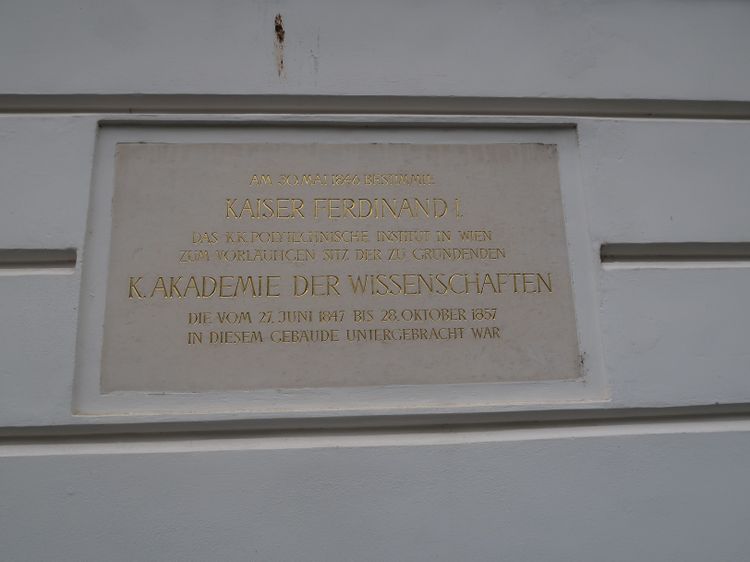 AM 30. MAI 1846 BESTIMMTE
KAISER FERDINAND I.
DAS K.K. POLYTECHNISCHE INSTITUT IN WIEN
ZUM VORLÄUFIGEN SITZ DER ZU GRÜNDENDEN
K. AKADEMIE DER WISSENSCHAFTEN
DIE VOM 27. JUNI 1847 BIS 28. OKTOBER 1857
IN DIESEM GEBÄUDE UNTERGEBRACHT WAR